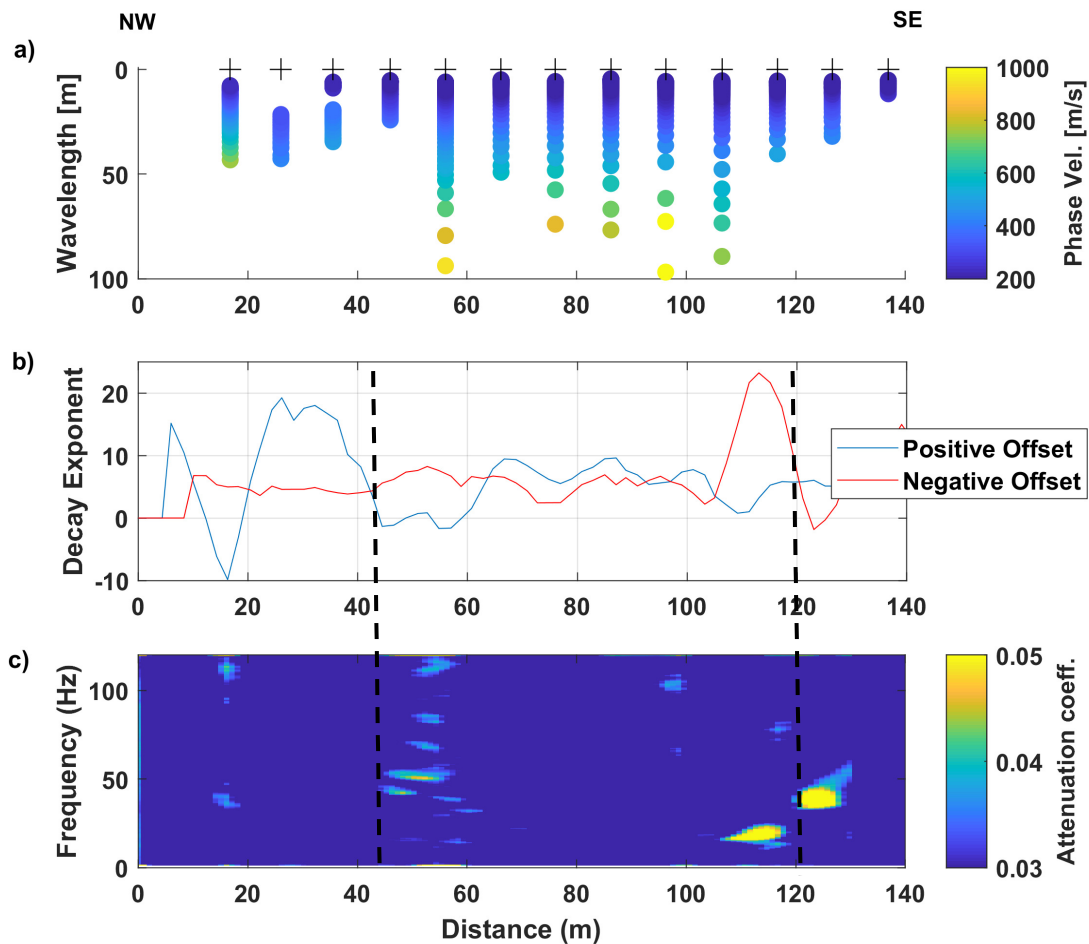 NW SE
a)
Wavelength [m]
0
50
100
0 20 40 60 80 100 120 140
1000
800
600
400
200
Phase Vel. [m/s]
b)
Decay Exponent
20
10
0
-10
0 20 40 60 80 100 120 140
Positive Offset
Negative Offset
c)
Frequency (Hz)
100
50
0
0 20 40 60 80 100 120 140
Distance (m)
0.05
0.04
0.03
Attenuation coeff.